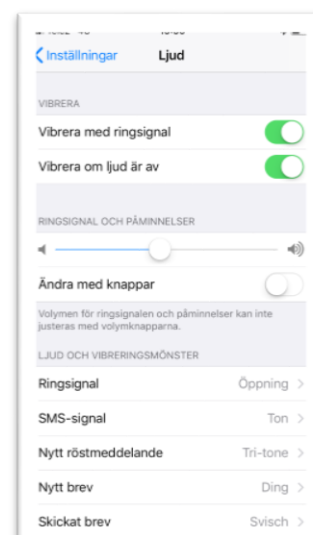 Inställningar Ljud
VIBRERA
Vibrera med ringsignal
Vibrera om ljud är av
RINGSIGNAL OCH PÅMINNELSER
Ändra med knappar
Volymen för ringsignalen och påminnelser kan inte
justeras med volymknapparna.
LJUD OCH VIBRERINGSMÖNSTER
Ringsignal Öppning
SMS-signal Ton
Nytt röstmeddelande Tri-tone
Nytt brev Ding
Skickat brev Svisch